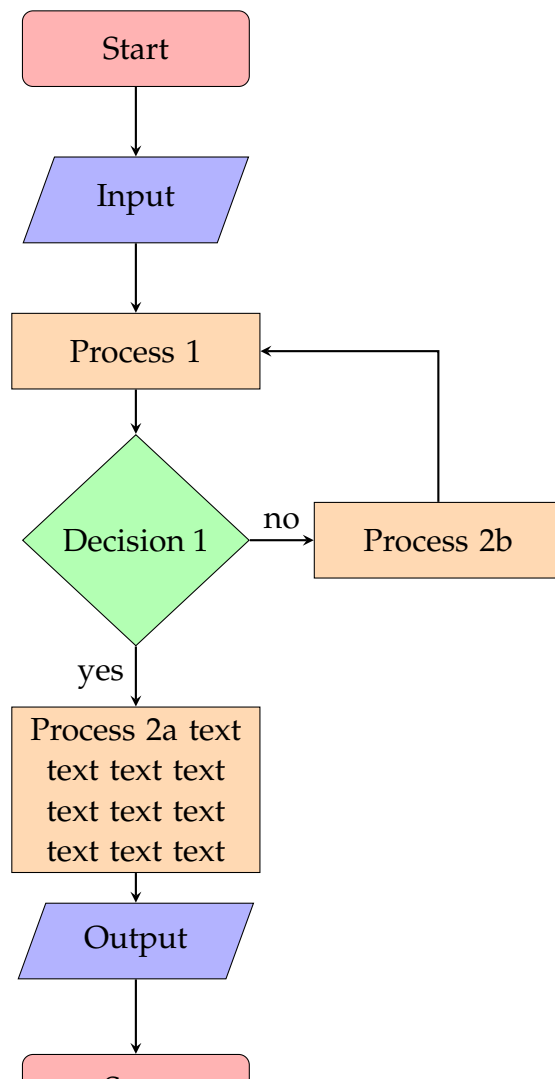 Start
Input
Process 1
Decision 1
no
Process 2b
yes
Process 2a text
text text text
text text text
text text text
Output